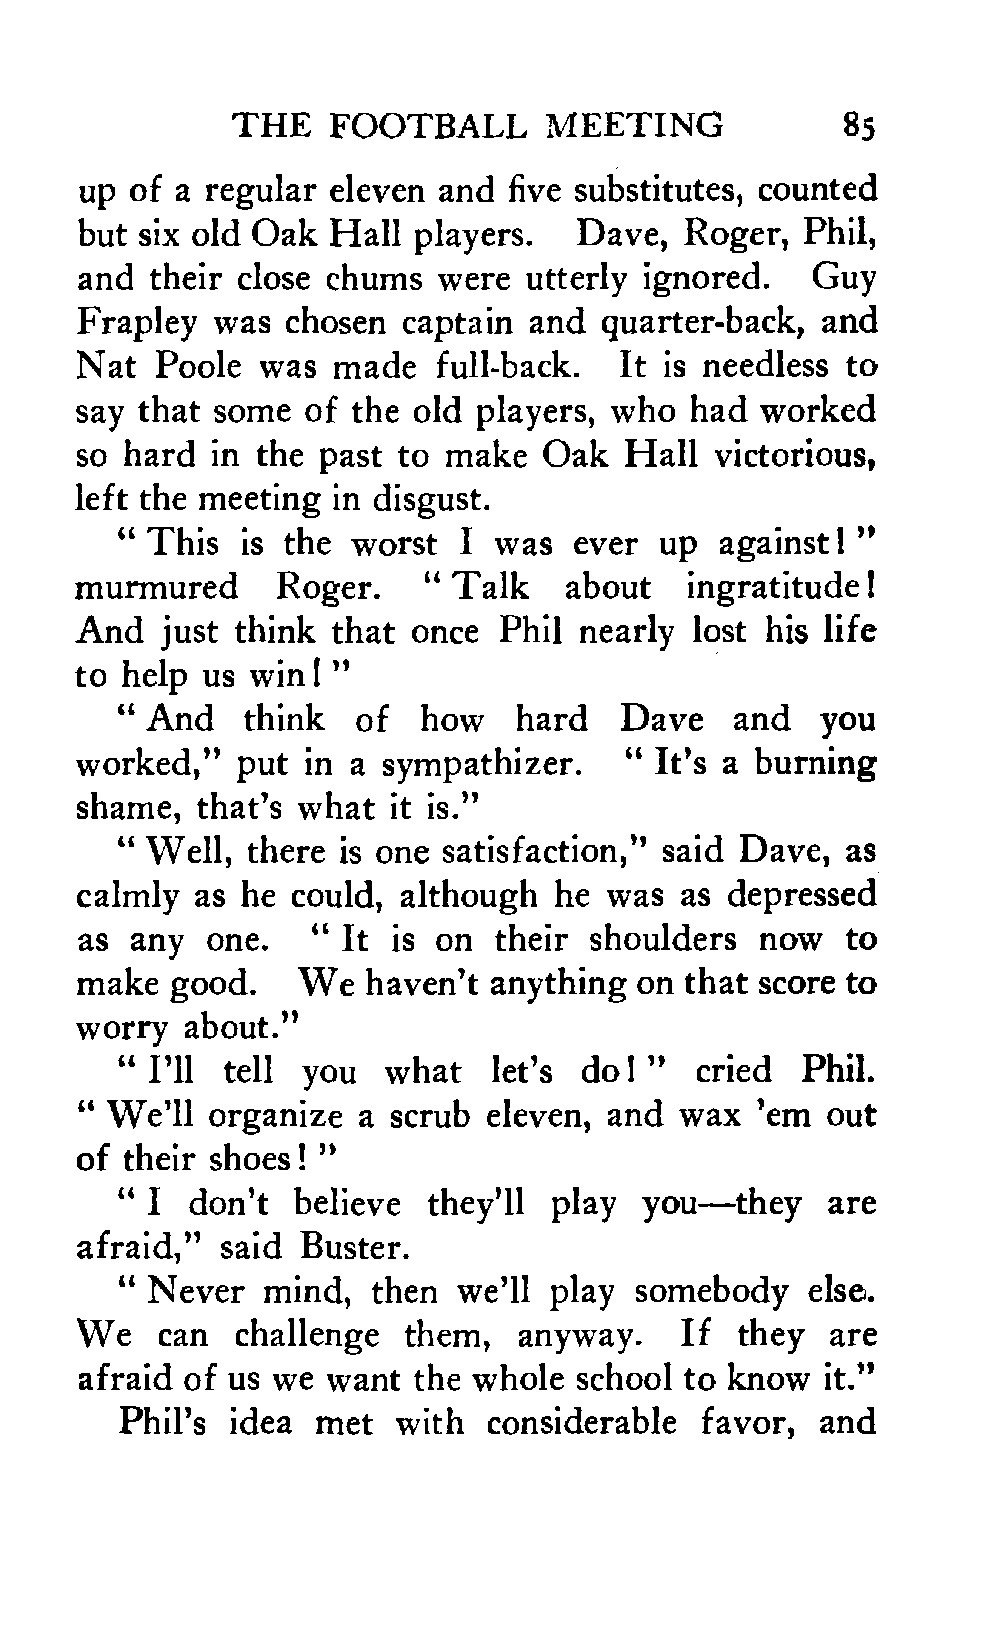 THE FOOTBALL MEETING 85
up of a regular eleven and five substitutes, counted
but six old Oak Hall players. Dave, Roger, Phil,
and their close chums were utterly ignored. Guy
Frapley was chosen captain and quarter-back, and
Nat Poole was made full-back. It is needless to
say that some of the old players, who had worked
so hard in the past to make Oak Hall victorious,
left the meeting in disgust.
“ This is the worst I was ever up against! ”
murmured Roger. “ Talk about ingratitude!
And just think that once Phil nearly lost his life
to help us win! ”
“ And think of how hard Dave and you
worked,” put in a sympathizer. “ It’s a burning
shame, that’s what it is.”
“ Well, there is one satisfaction,” said Dave, as
calmly as he could, although he was as depressed
as any one. “ It is on their shoulders now to
make good. We haven’t anything on that score to
worry about.”
“ I’ll tell you what let’s do! ” cried Phil.
“ We’ll organize a scrub eleven, and wax ’em out
of their shoes! ”
“ I don’t believe they’ll play you—they are
afraid,” said Buster.
“ Never mind, then we’ll play somebody else.
We can challenge them, anyway. If they are
afraid of us we want the whole school to know it.”
Phil’s idea met with considerable favor, and